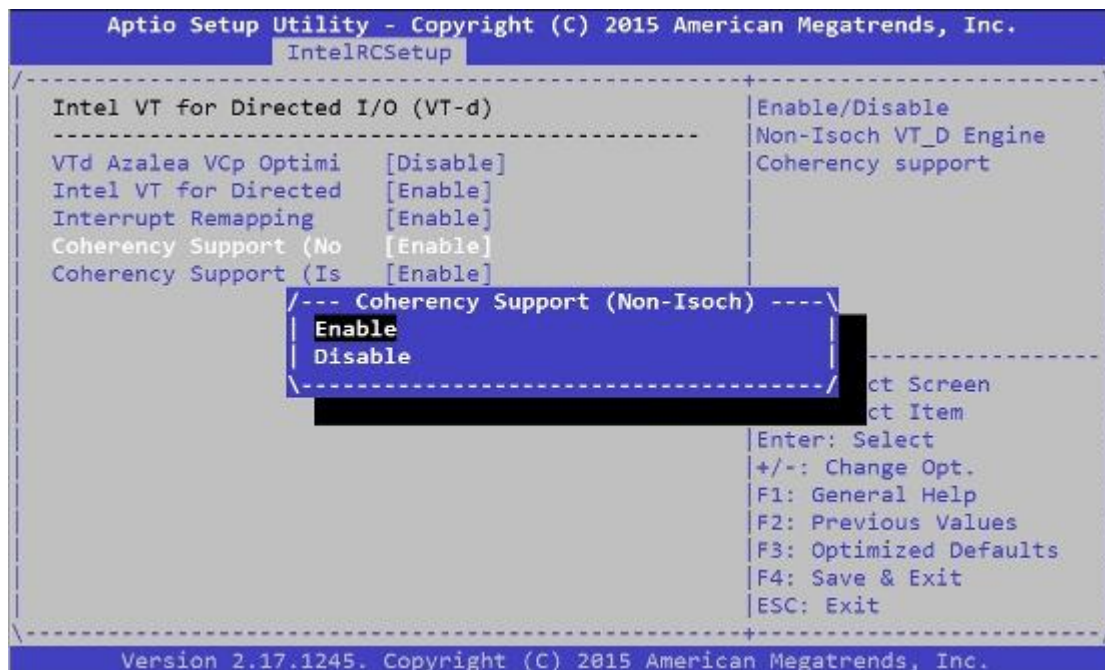 Aptio Setup Utility - Copyright (C) 2015 American Megatrends, Inc.
IntelRCSetup
Intel VT for Directed I/O (VT-d)
VTd Azalea VCp Optimi [Disable]
Intel VT for Directed [Enable]
Interrupt Remapping [Enable]
Coherency Support (No [Enable]
Coherency Support (Is [Enable]
Enable/Disable
Non-Isoch VT_D Engine
Coherency support
Coherency Support (Non-Isoch)
Enable
Disable
ct Screen
ct Item
Enter: Select
+/-: Change Opt.
F1: General Help
F2: Previous Values
F3: Optimized Defaults
F4: Save & Exit
ESC: Exit
Version 2.17.1245. Copyright (C) 2015 American Megatrends, Inc.